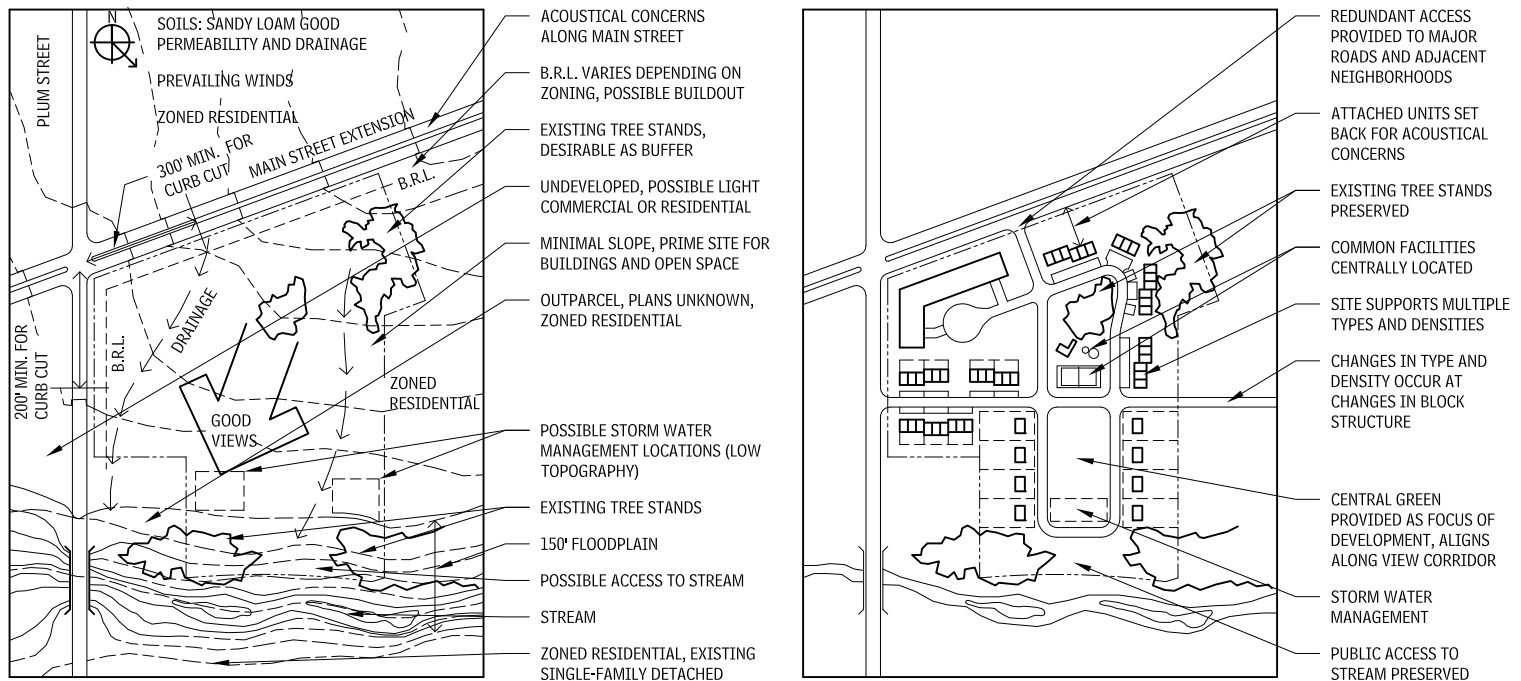 N
SOILS: SANDY LOAM GOOD
PERMEABILITY AND DRAINAGE
PREVAILING WINDS
ZONED RESIDENTIAL
PLUM STREET
MAIN STREET EXTENSION
300' MIN. FOR
CURB CUT
B.R.L.
DRAINAGE
B.R.L.
200' MIN. FOR
CURB CUT
ZONED
RESIDENTIAL
GOOD
VIEWS
ACOUSTICAL CONCERNS
ALONG MAIN STREET
B.R.L. VARIES DEPENDING ON
ZONING, POSSIBLE BUILDOUT
EXISTING TREE STANDS,
DESIRABLE AS BUFFER
UNDEVELOPED, POSSIBLE LIGHT
COMMERCIAL OR RESIDENTIAL
MINIMAL SLOPE, PRIME SITE FOR
BUILDINGS AND OPEN SPACE
OUTPARCEL, PLANS UNKNOWN,
ZONED RESIDENTIAL
POSSIBLE STORM WATER
MANAGEMENT LOCATIONS (LOW
TOPOGRAPHY)
EXISTING TREE STANDS
150' FLOODPLAIN
POSSIBLE ACCESS TO STREAM
STREAM
ZONED RESIDENTIAL, EXISTING
SINGLE-FAMILY DETACHED
REDUNDANT ACCESS
PROVIDED TO MAJOR
ROADS AND ADJACENT
NEIGHBORHOODS
ATTACHED UNITS SET
BACK FOR ACOUSTICAL
CONCERNS
EXISTING TREE STANDS
PRESERVED
COMMON FACILITIES
CENTRALLY LOCATED
SITE SUPPORTS MULTIPLE
TYPES AND DENSITIES
CHANGES IN TYPE AND
DENSITY OCCUR AT
CHANGES IN BLOCK
STRUCTURE
CENTRAL GREEN
PROVIDED AS FOCUS OF
DEVELOPMENT, ALIGNS
ALONG VIEW CORRIDOR
STORM WATER
MANAGEMENT
PUBLIC ACCESS TO
STREAM PRESERVED